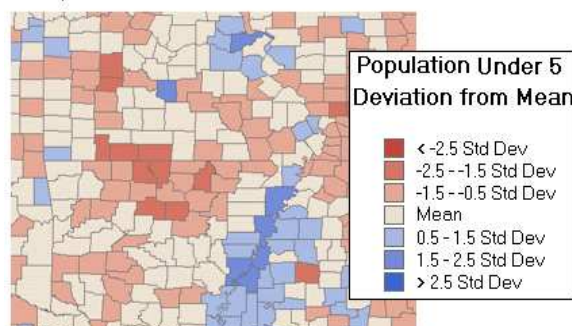 Population Under 5
Deviation from Mean
< -2.5 Std Dev
-2.5 --1.5 Std Dev
-1.5 --0.5 Std Dev
Mean
0.5 - 1.5 Std Dev
1.5 - 2.5 Std Dev
> 2.5 Std Dev